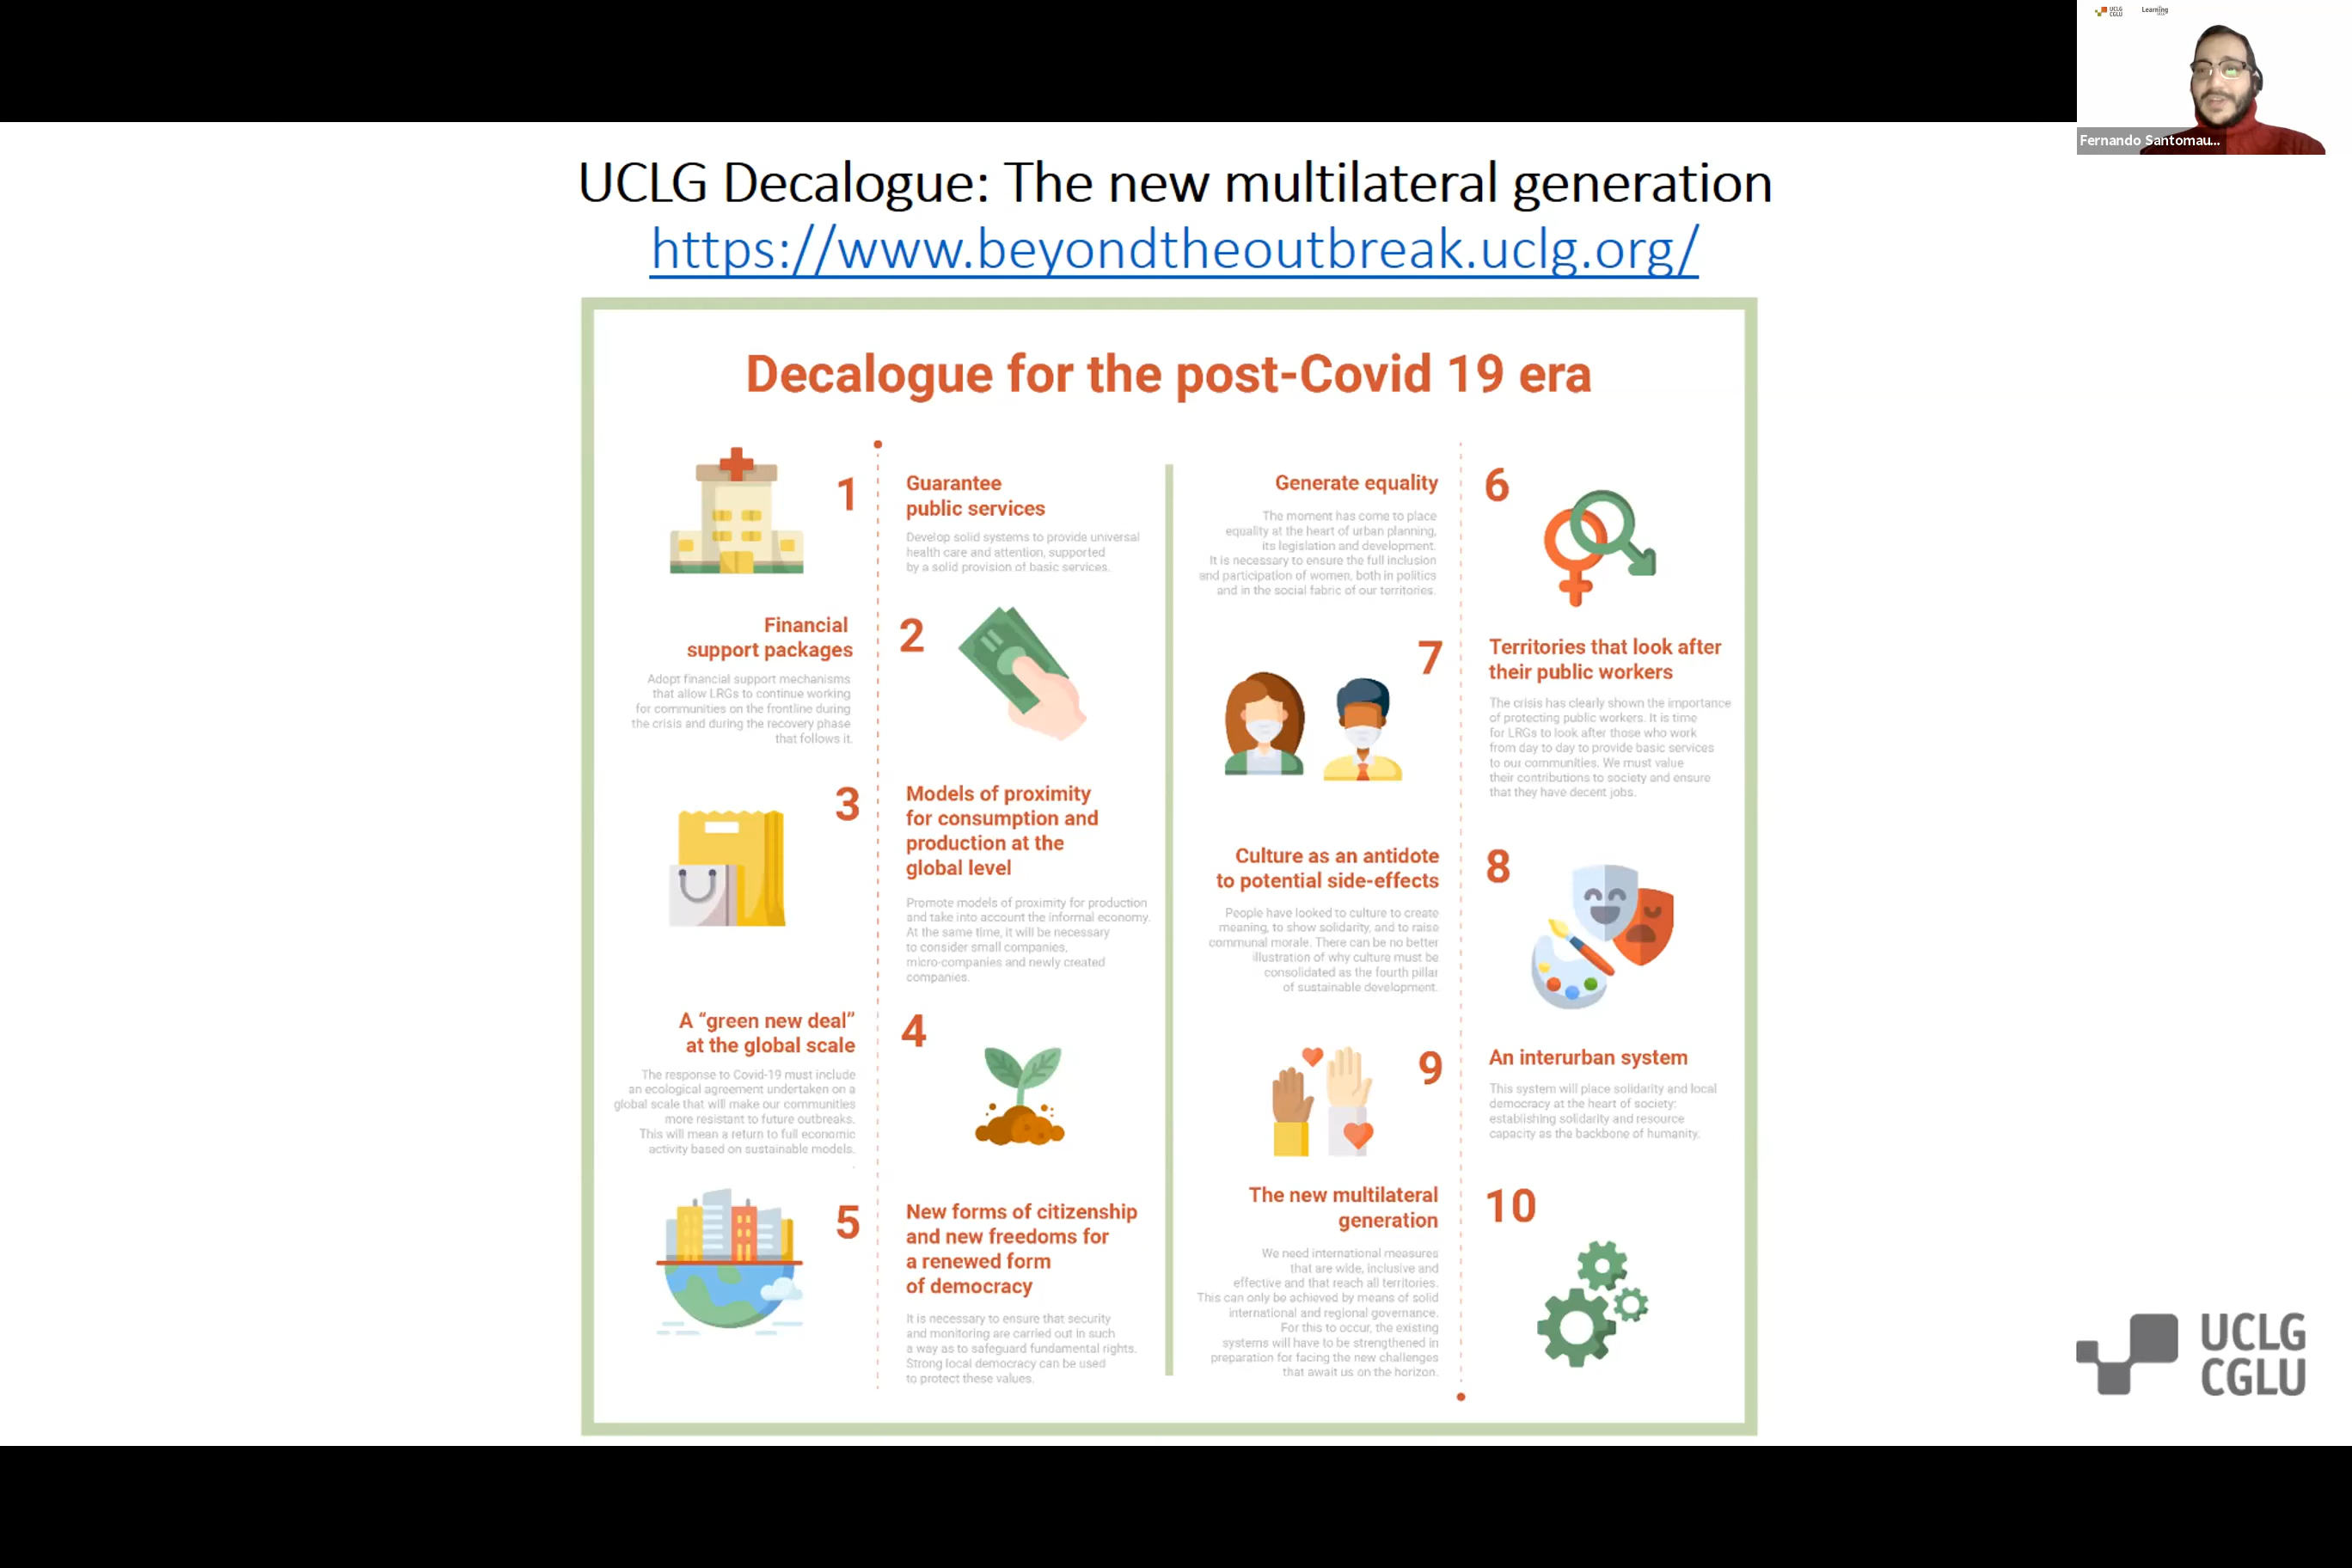 UCLG
CGLU
Learning
Fernando Santomau...
UCLG Decalogue: The new multilateral generation
https://www.beyondtheoutbreak.uclg.org/
Decalogue for the post-Covid 19 era
1
Guarantee
public services
Develop solid systems to provide universal
health care and attention, supported
by a solid provision of basic services.
Financial
support packages
2
Adopt financial support mechanisms
that allow LRGs to continue working
for communities on the frontline during
the crisis and during the recovery phase
that follows it.
3
Models of proximity
for consumption and
production at the
global level
Promote models of proximity for production
and take into account the informal economy.
At the same time, it will be necessary
to consider small companies,
micro-companies and newly created
companies.
A “green new deal”
at the global scale
4
The response to Covid-19 must include
an ecological agreement undertaken on a
global scale that will make our communities
more resistant to future outbreaks.
This will mean a return to full economic
activity based on sustainable models.
.
5
New forms of citizenship
and new freedoms for
a renewed form
of democracy
It is necessary to ensure that security
and monitoring are carried out in such
a way as to safeguard fundamental rights.
Strong local democracy can be used
to protect these values.
Generate equality
6
The moment has come to place
equality at the heart of urban planning,
its legislation and development.
It is necessary to ensure the full inclusion
and participation of women, both in politics
and in the social fabric of our territories.
7
Territories that look after
their public workers
The crisis has clearly shown the importance
of protecting public workers. It is time
for LRGs to look after those who work
from day to day to provide basic services
to our communities. We must value
their contributions to society and ensure
that they have decent jobs.
Culture as an antidote
to potential side-effects
8
People have looked to culture to create
meaning, to show solidarity, and to raise
communal morale. There can be no better
illustration of why culture must be
consolidated as the fourth pillar
of sustainable development.
9
An interurban system
This system will place solidarity and local
democracy at the heart of society:
establishing solidarity and resource
capacity as the backbone of humanity.
The new multilateral
generation
10
We need international measures
that are wide, inclusive and
effective and that reach all territories.
This can only be achieved by means of solid
international and regional governance.
For this to occur, the existing
systems will have to be strengthened in
preparation for facing the new challenges
that await us on the horizon.
UCLG
CGLU